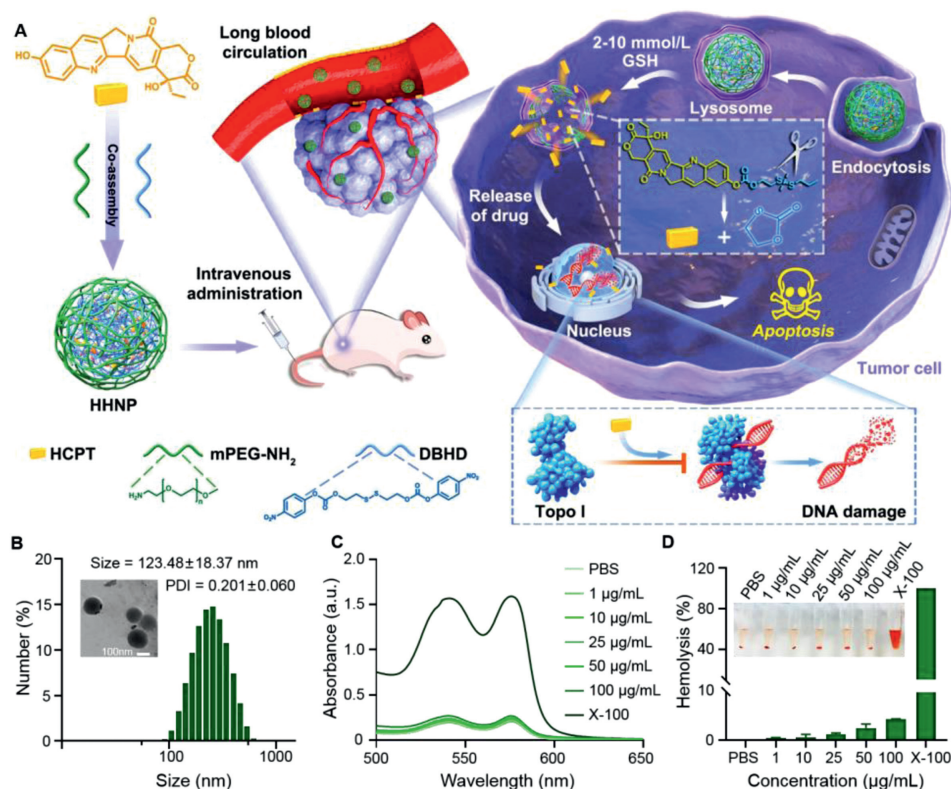 A
HO
N
O
N
O
HO
O
Co-assembly
HHNP
Long blood
circulation
Intravenous
administration
2-10 mmol/L
GSH
Lysosome
Endocytosis
Release
of drug
OH
+
Nucleus
Apoptosis
Tumor cell
HCPT
mPEG-NH₂
DBHD
H₂N
O
n
O
O₂N
O
O
O
S
S
O
O
O
NO₂
Topo I
DNA damage
B
Size = 123.48±18.37 nm
PDI = 0.201±0.060
100nm
Number (%)
20
15
10
5
0
100
1000
Size (nm)
C
Absorbance (a.u.)
2.0
1.5
1.0
0.5
0
500
550
600
650
Wavelength (nm)
PBS
1 µg/mL
10 µg/mL
25 µg/mL
50 µg/mL
100 µg/mL
X-100
D
Hemolysis (%)
120
80
40
10
0
PBS
1 µg/mL
10 µg/mL
25 µg/mL
50 µg/mL
100 µg/mL
X-100
PBS
1
10
25
50
100
X-100
Concentration (µg/mL)